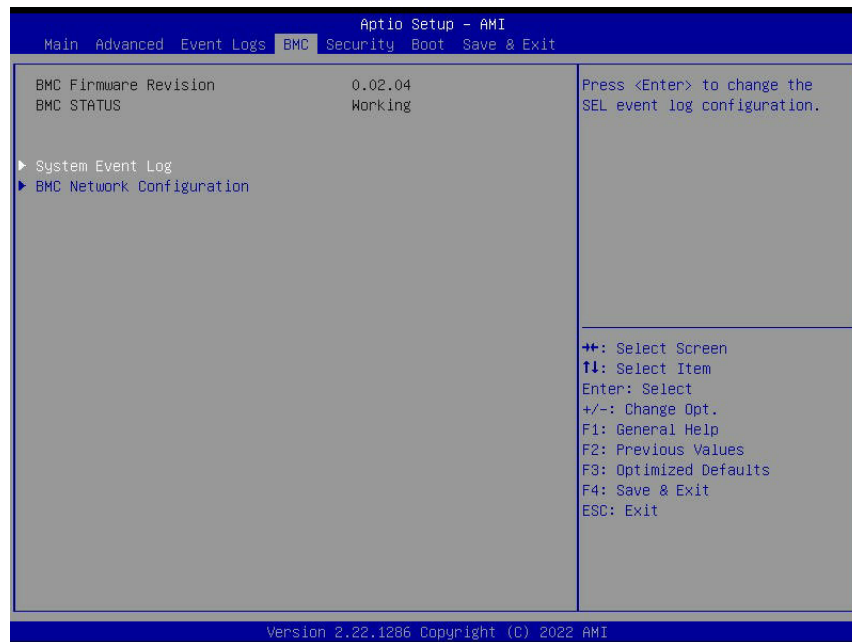 Aptio Setup – AMI
Main Advanced Event Logs BMC Security Boot Save & Exit
BMC Firmware Revision 0.02.04
BMC STATUS Working
System Event Log
BMC Network Configuration
Press <Enter> to change the
SEL event log configuration.
→←: Select Screen
↑↓: Select Item
Enter: Select
+/-: Change Opt.
F1: General Help
F2: Previous Values
F3: Optimized Defaults
F4: Save & Exit
ESC: Exit
Version 2.22.1286 Copyright (C) 2022 AMI